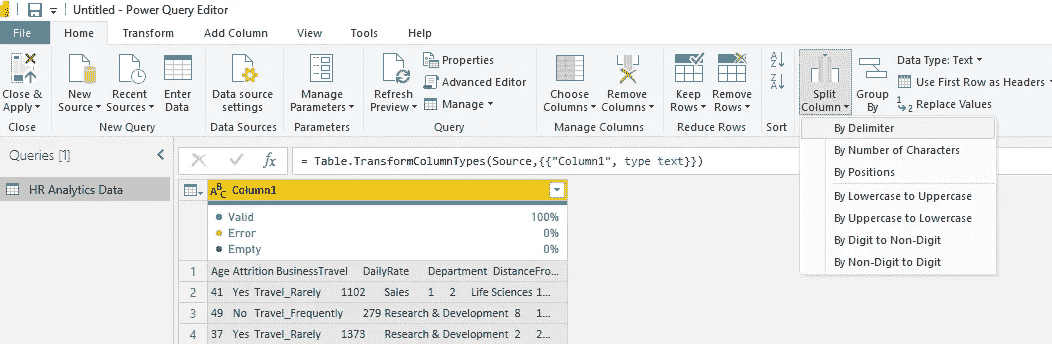 Untitled - Power Query Editor
File Home Transform Add Column View Tools Help
Close & Apply
New Source
Recent Sources
Enter Data
Data source settings
Manage Parameters
Refresh Preview
Properties
Advanced Editor
Manage
Choose Columns
Remove Columns
Keep Rows
Remove Rows
Split Column
Group By
Data Type: Text
Use First Row as Headers
Replace Values
Close New Query Data Sources Parameters Query Manage Columns Reduce Rows Sort
By Delimiter
By Number of Characters
By Positions
By Lowercase to Uppercase
By Uppercase to Lowercase
By Digit to Non-Digit
By Non-Digit to Digit
Queries [1]
HR Analytics Data
fx = Table.TransformColumnTypes(Source,{{"Column1", type text}})
ABC Column1
Valid 100%
Error 0%
Empty 0%
1 Age Attrition BusinessTravel DailyRate Department DistanceFro...
2 41 Yes Travel_Rarely 1102 Sales 1 2 Life Sciences 1...
3 49 No Travel_Frequently 279 Research & Development 8 1...
4 37 Yes Travel_Rarely 1373 Research & Development 2 2...